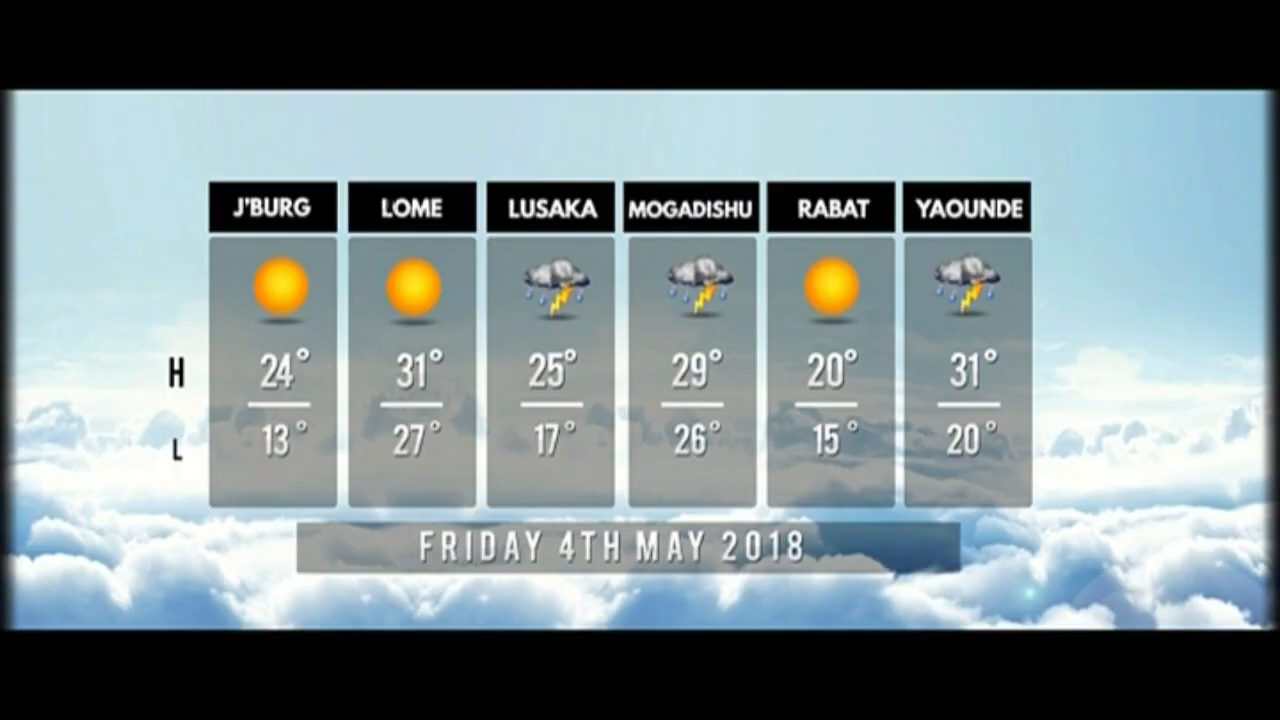 J'BURG LOME LUSAKA MOGADISHU RABAT YAOUNDE
H 24° 31° 25° 29° 20° 31°
L 13° 27° 17° 26° 15° 20°
FRIDAY 4TH MAY 2018